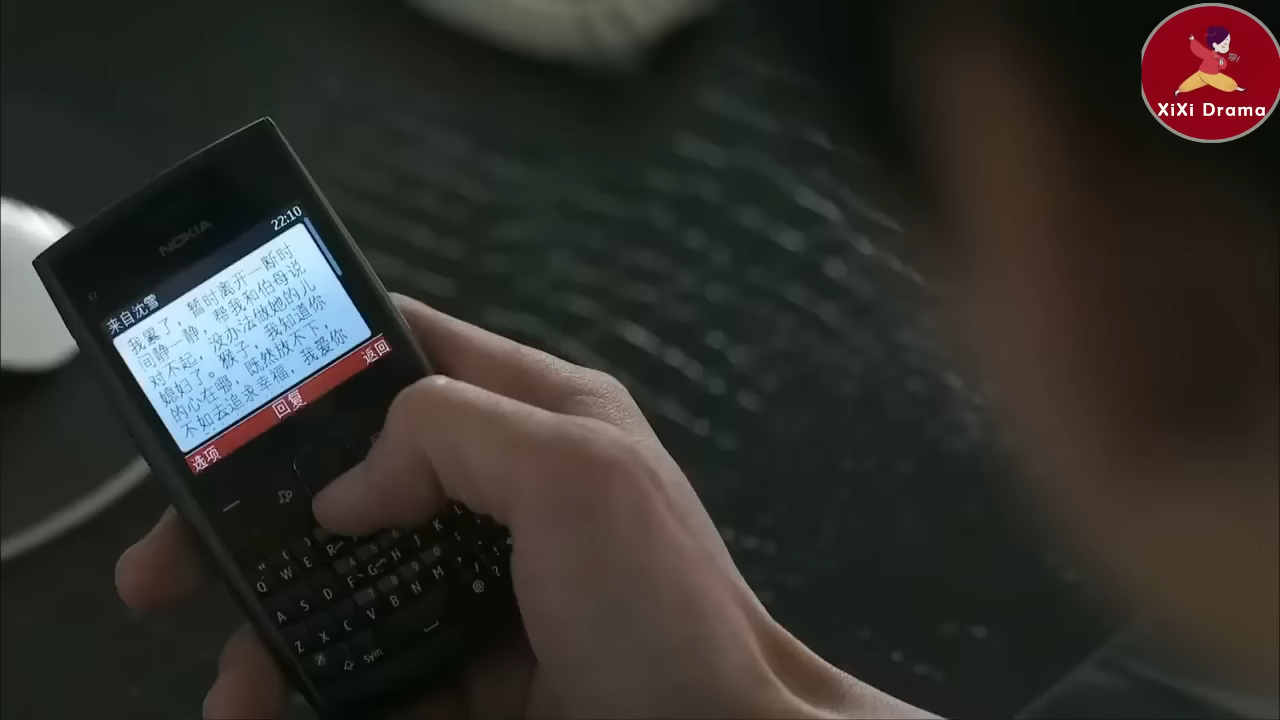 XiXi Drama
NOKIA
22:10
来自沈雪
我累了，暂时离开一断时
间静一静，帮我和伯母说
对不起，没办法做她的儿
媳妇了。猴子，我知道你
的心在哪，既然放不下，
不如去追求幸福，我爱你
选项 回复 返回
Q W E R
A S D F G H J K L
Z X C V B N M
@ ?
sym